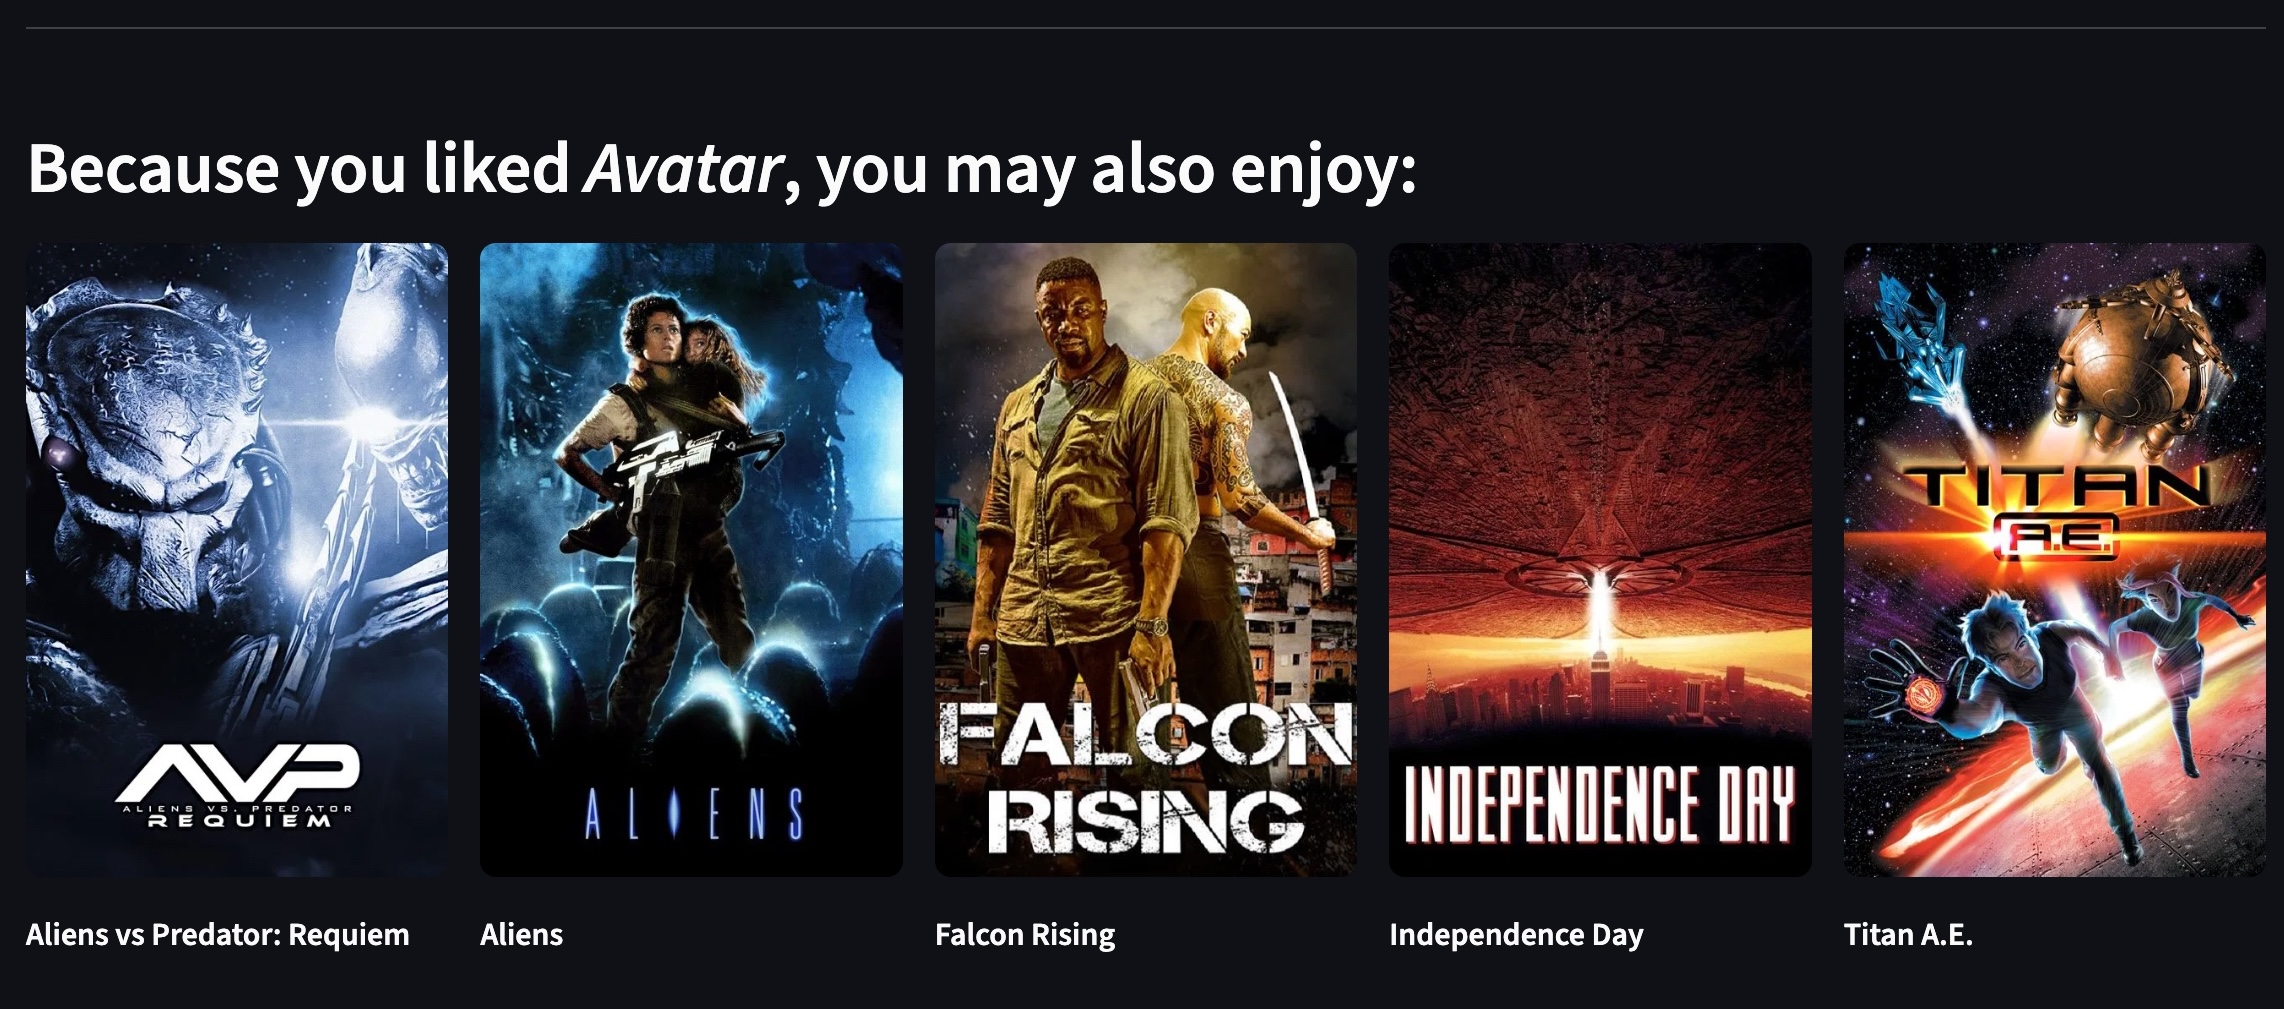 Because you liked Avatar, you may also enjoy:
AVP
ALIENS VS. PREDATOR
REQUIEM
ALIENS
FALCON
RISING
INDEPENDENCE DAY
TITAN
A.E.
Aliens vs Predator: Requiem
Aliens
Falcon Rising
Independence Day
Titan A.E.